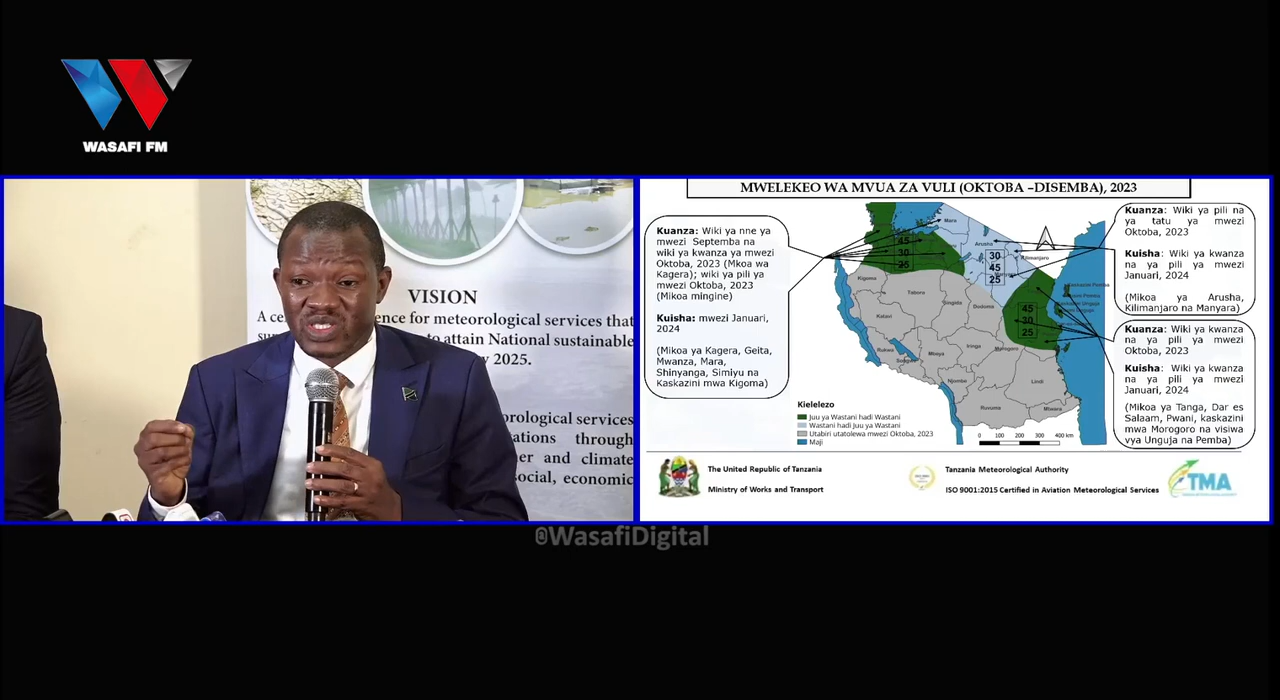 WASAFI FM
VISION
A ce
ence for meteorological services that
to attain National sustainable
y 2025.
orological services
ations through
er and climate
social, economic
MWELEKEO WA MVUA ZA VULI (OKTOBA –DISEMBA), 2023
Kuanza: Wiki ya nne ya
mwezi Septemba na
wiki ya kwanza ya mwezi
Oktoba, 2023 (Mkoa wa
Kagera); wiki ya pili ya
mwezi Oktoba, 2023
(Mikoa mingine)
Kuisha: mwezi Januari,
2024
(Mikoa ya Kagera, Geita,
Mwanza, Mara,
Shinyanga, Simiyu na
Kaskazini mwa Kigoma)
Mara
45
30
25
Arusha
30
45
25
Kilimanjaro
Kigoma
Tabora
Singida
Dodoma
45
30
25
Katavi
Rukwa
Mbeya
Iringa
Morogoro
Njombe
Lindi
Ruvuma
Mtwara
Kuanza: Wiki ya pili na
ya tatu ya mwezi
Oktoba, 2023
Kuisha: Wiki ya kwanza
na ya pili ya mwezi
Januari, 2024
(Mikoa ya Arusha,
Kilimanjaro na Manyara)
Kuanza: Wiki ya kwanza
na ya pili ya mwezi
Oktoba, 2023
Kuisha: Wiki ya kwanza
na ya pili ya mwezi
Januari, 2024
(Mikoa ya Tanga, Dar es
Salaam, Pwani, kaskazini
mwa Morogoro na visiwa
vya Unguja na Pemba)
Kielelezo
Juu ya Wastani hadi Wastani
Wastani hadi Juu ya Wastani
Utabiri utatolewa mwezi Oktoba, 2023
Maji
0 100 200 300 400 km
The United Republic of Tanzania
Ministry of Works and Transport
Tanzania Meteorological Authority
ISO 9001:2015 Certified in Aviation Meteorological Services
TMA
@WasafiDigital